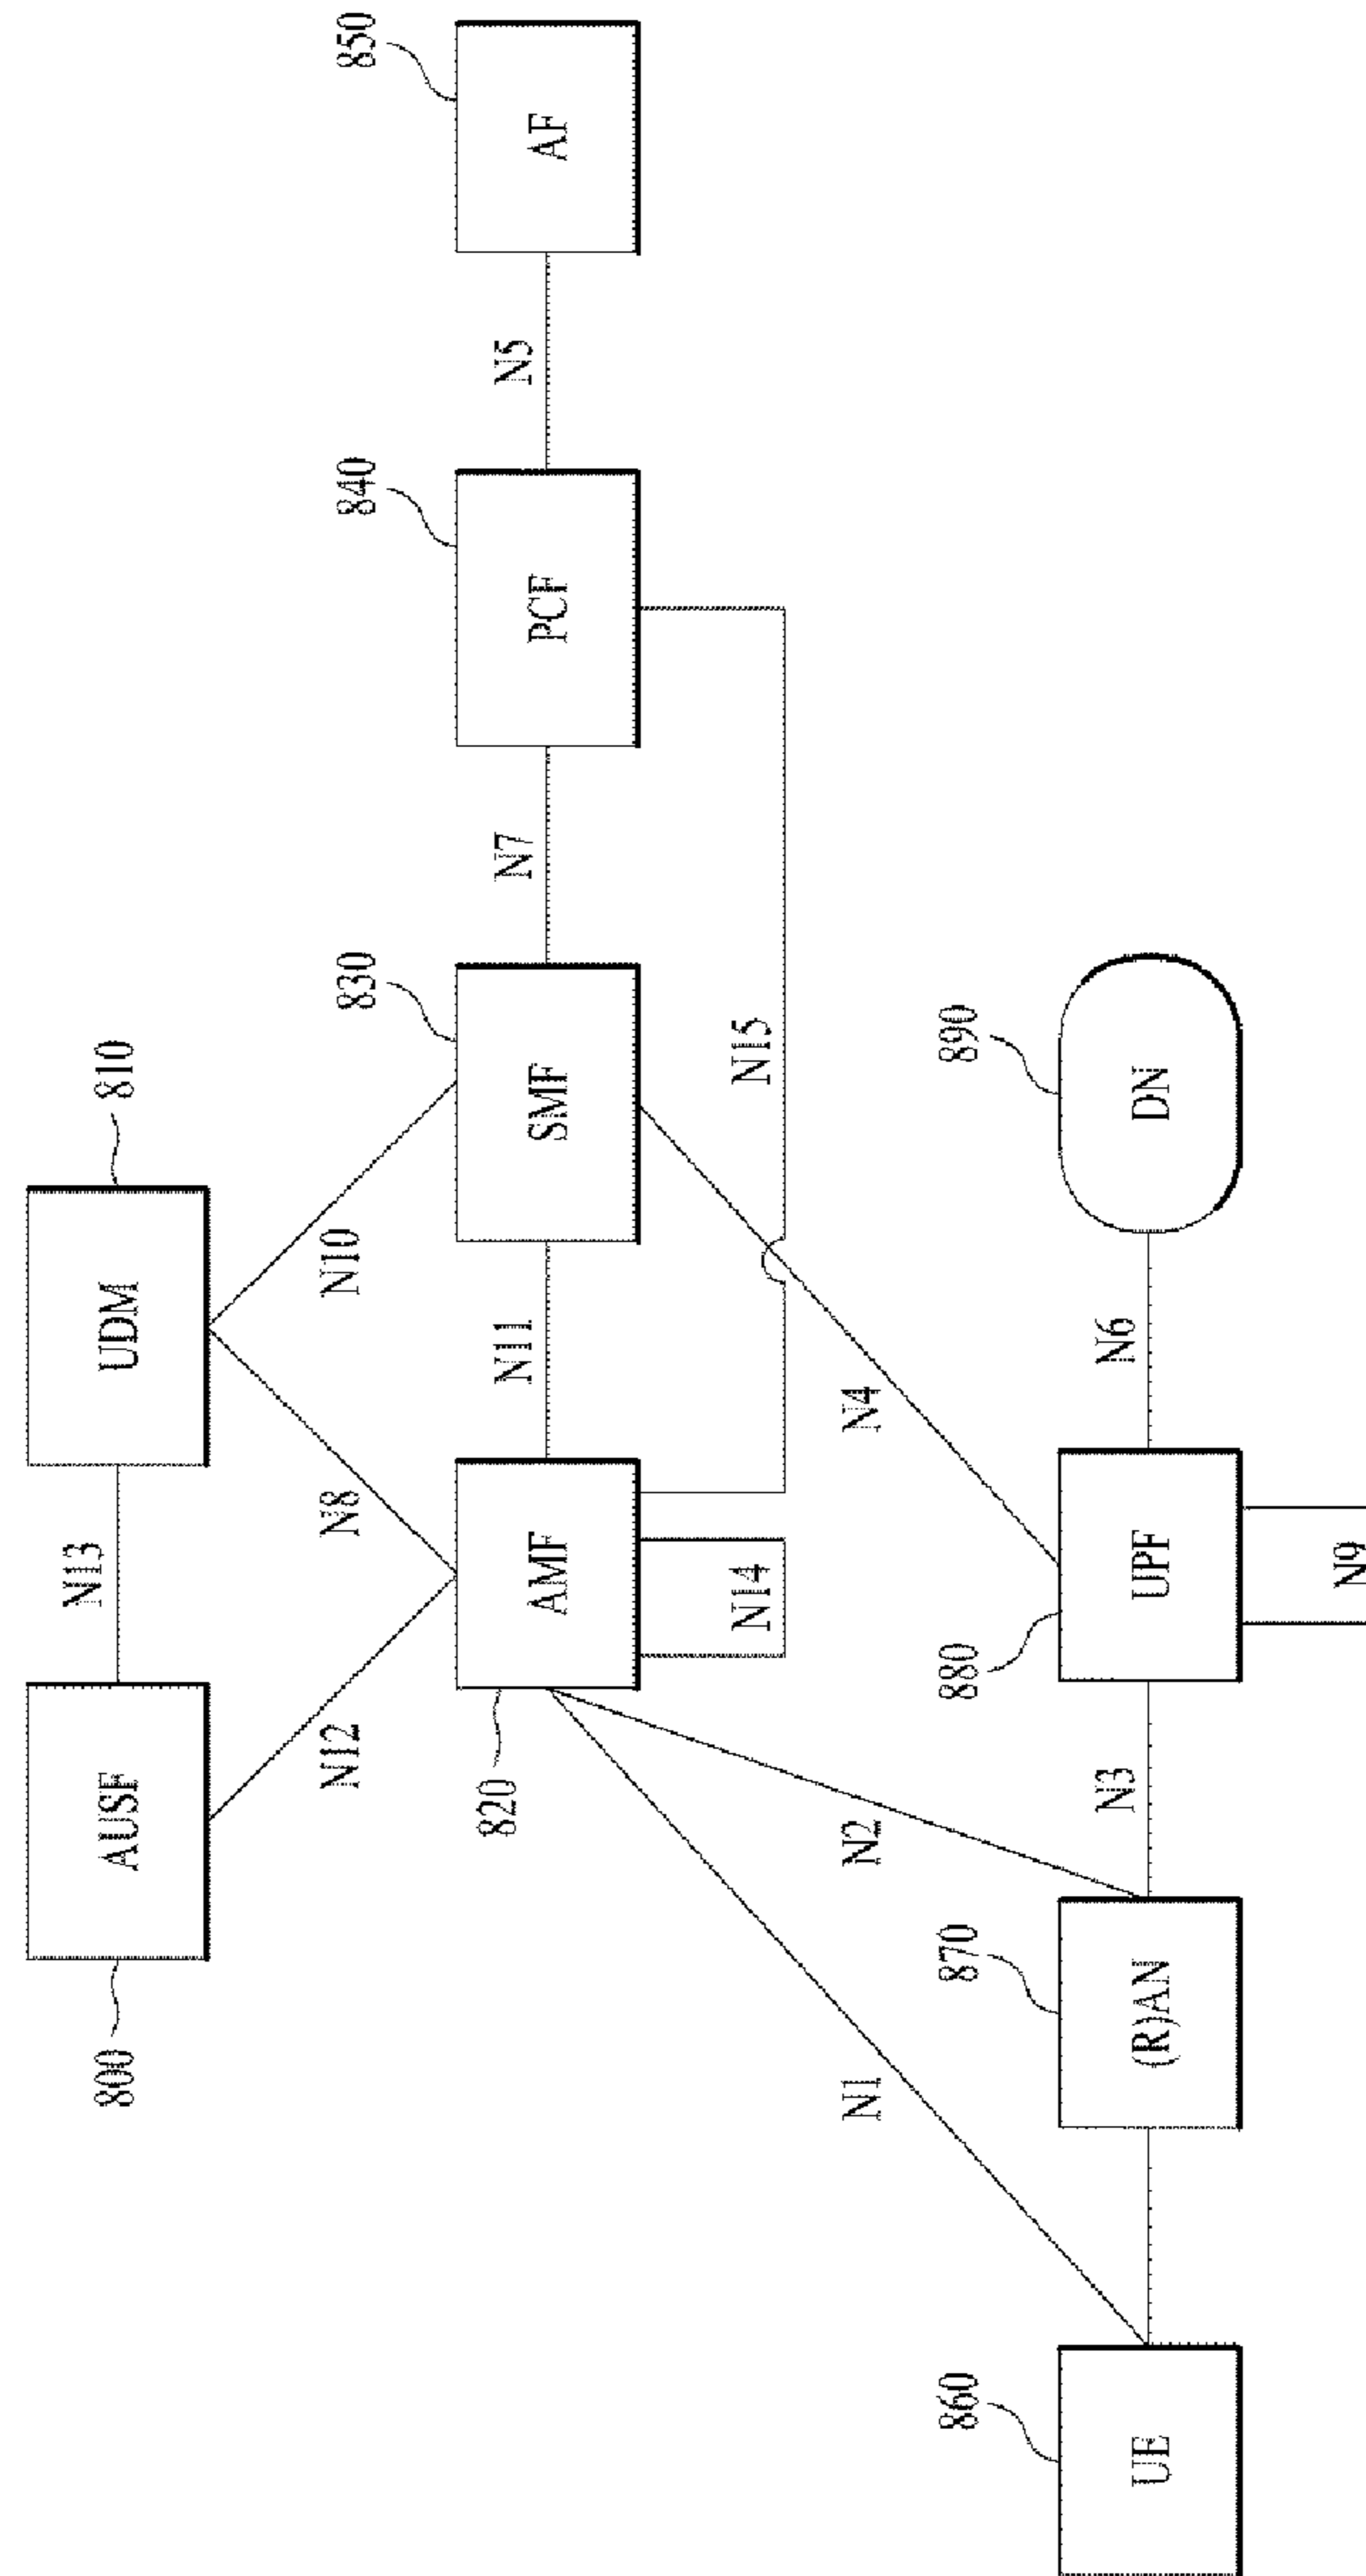 800
AUSF
N13
UDM
810
N12
N8
N10
820
AMF
N11
SMF
830
N7
PCF
840
N5
AF
850
N14
N15
N1
N2
N4
860
UE
870
(R)AN
N3
880
UPF
N6
DN
890
N9